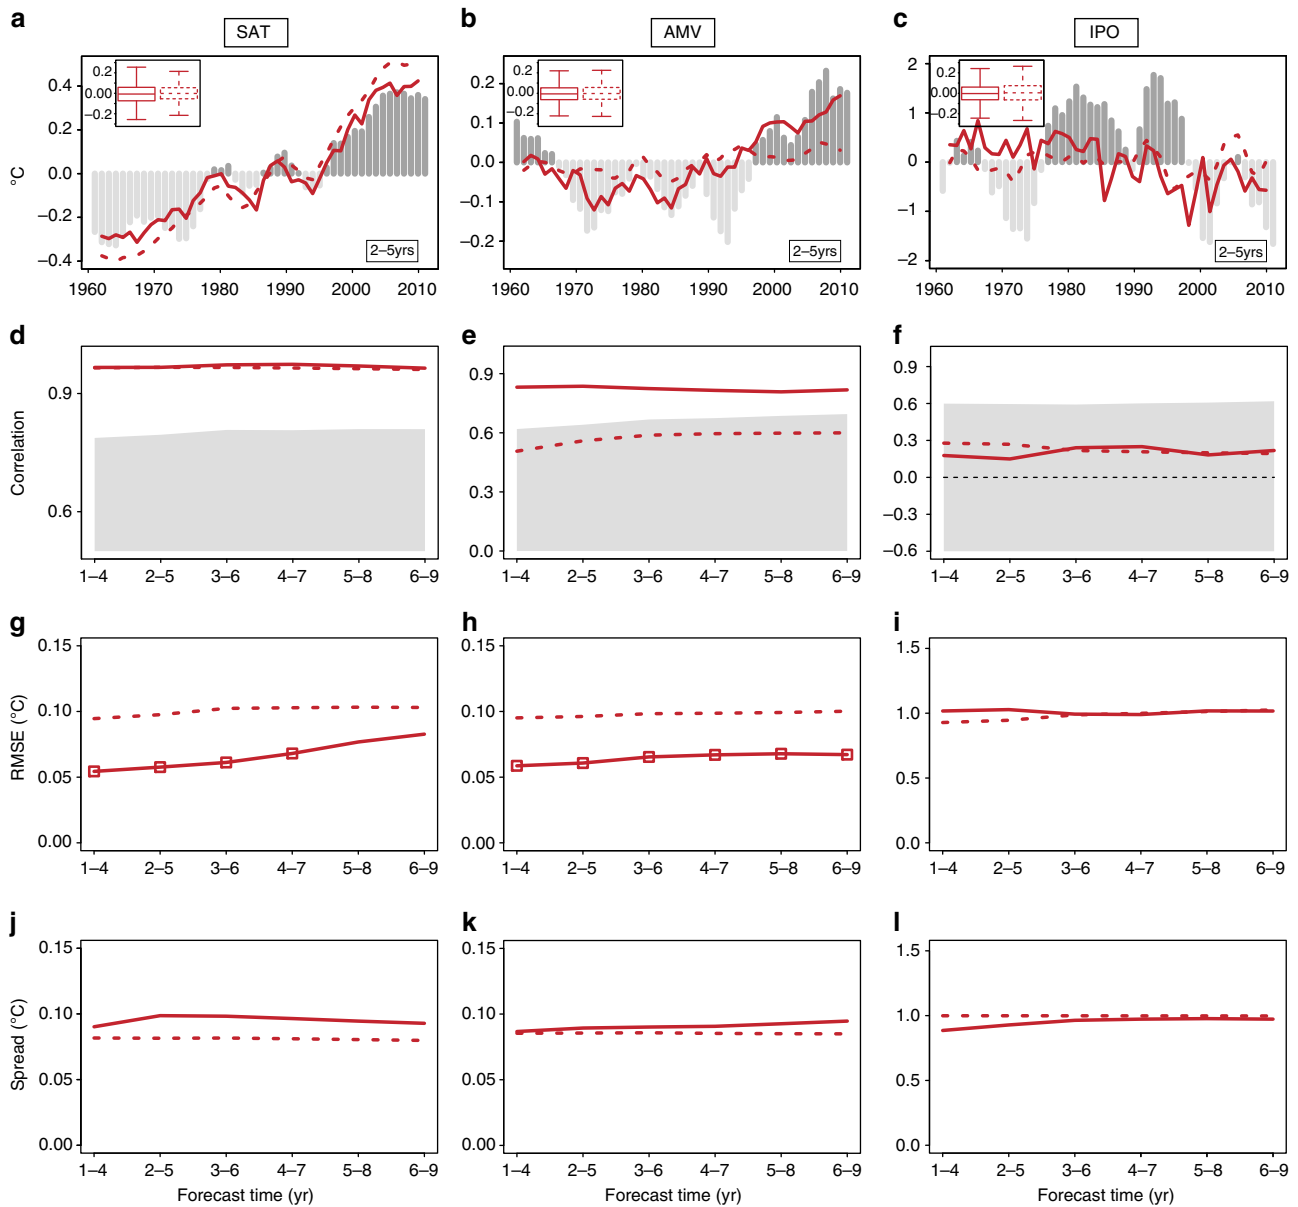 a SAT b AMV c IPO
°C
0.4
0.2
0.0
−0.2
−0.4
0.2
0.00
−0.2
2–5yrs
1960 1970 1980 1990 2000 2010
0.2
0.1
0.0
−0.1
−0.2
0.2
0.00
−0.2
2–5yrs
1960 1970 1980 1990 2000 2010
2
1
0
−1
−2
0.2
0.00
−0.2
2–5yrs
1960 1970 1980 1990 2000 2010
d e f
Correlation
0.9
0.6
1–4 2–5 3–6 4–7 5–8 6–9
0.9
0.6
0.3
0.0
1–4 2–5 3–6 4–7 5–8 6–9
0.9
0.6
0.3
0.0
−0.3
−0.6
1–4 2–5 3–6 4–7 5–8 6–9
g h i
RMSE (°C)
0.15
0.10
0.05
0.00
1–4 2–5 3–6 4–7 5–8 6–9
0.15
0.10
0.05
0.00
1–4 2–5 3–6 4–7 5–8 6–9
1.5
1.0
0.5
0.0
1–4 2–5 3–6 4–7 5–8 6–9
j k l
Spread (°C)
0.15
0.10
0.05
0.00
1–4 2–5 3–6 4–7 5–8 6–9
Forecast time (yr)
0.15
0.10
0.05
0.00
1–4 2–5 3–6 4–7 5–8 6–9
Forecast time (yr)
1.5
1.0
0.5
0.0
1–4 2–5 3–6 4–7 5–8 6–9
Forecast time (yr)